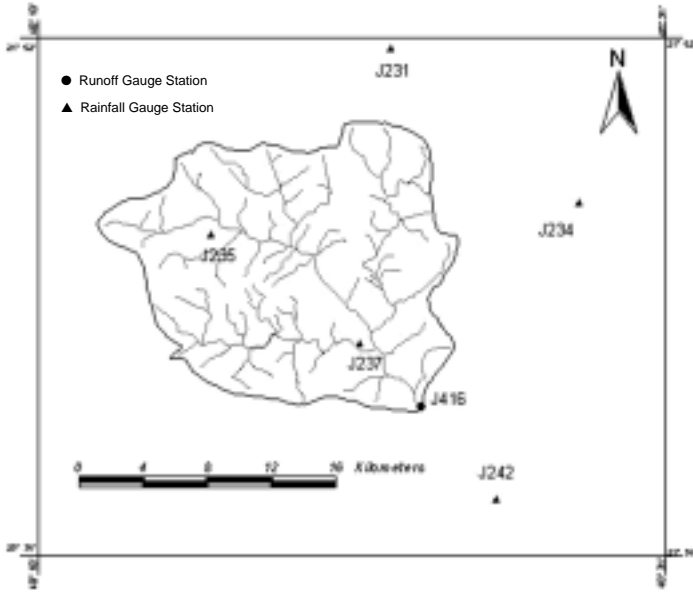 J231
N
Runoff Gauge Station
Rainfall Gauge Station
J234
J235
J237
J416
0 4 8 12 16 Kilometers
J242